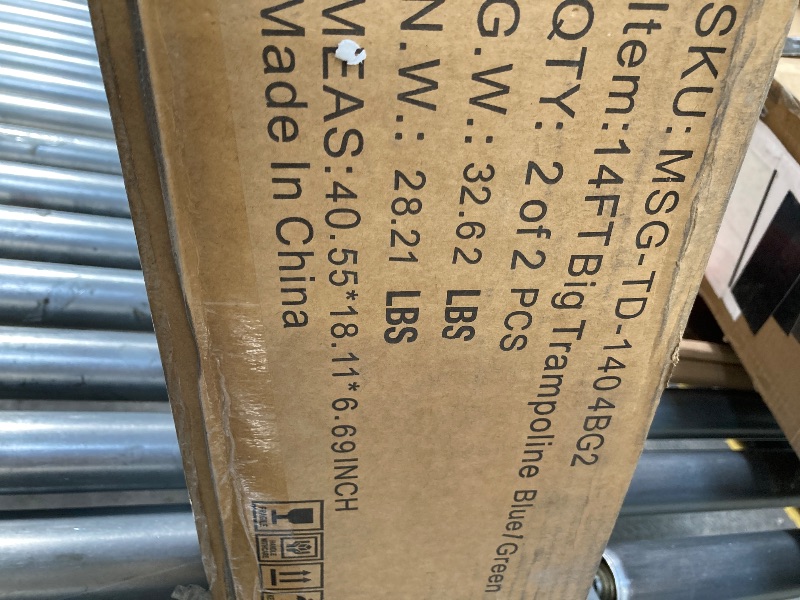 SKU:MSG-TD-1404BG2
Item:14FT Big Trampoline Blue/Green
QTY: 2 of 2 PCS
G.W.: 32.62 LBS
N.W.: 28.21 LBS
MEAS:40.55*18.11*6.69INCH
Made In China